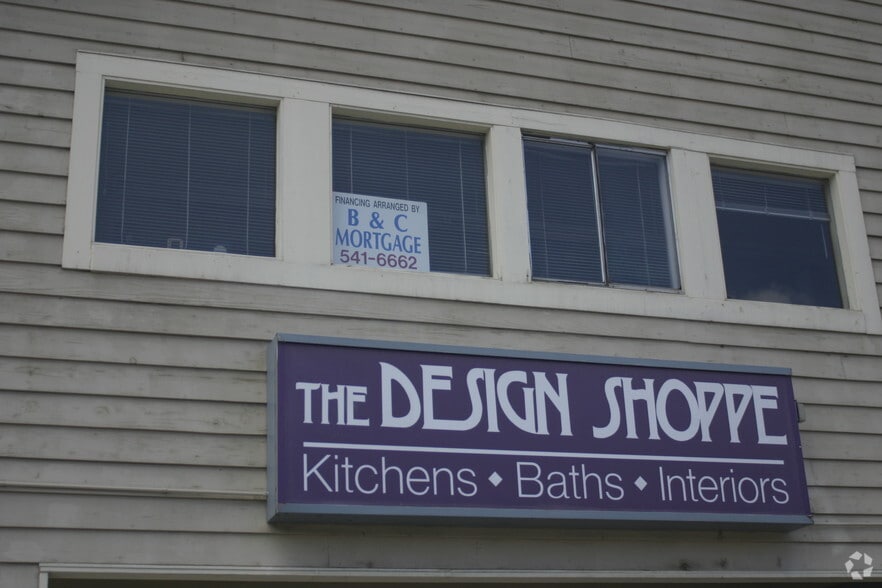 FINANCING ARRANGED BY
B & C
MORTGAGE
541-6662
THE DESIGN SHOPPE
Kitchens ◆ Baths ◆ Interiors